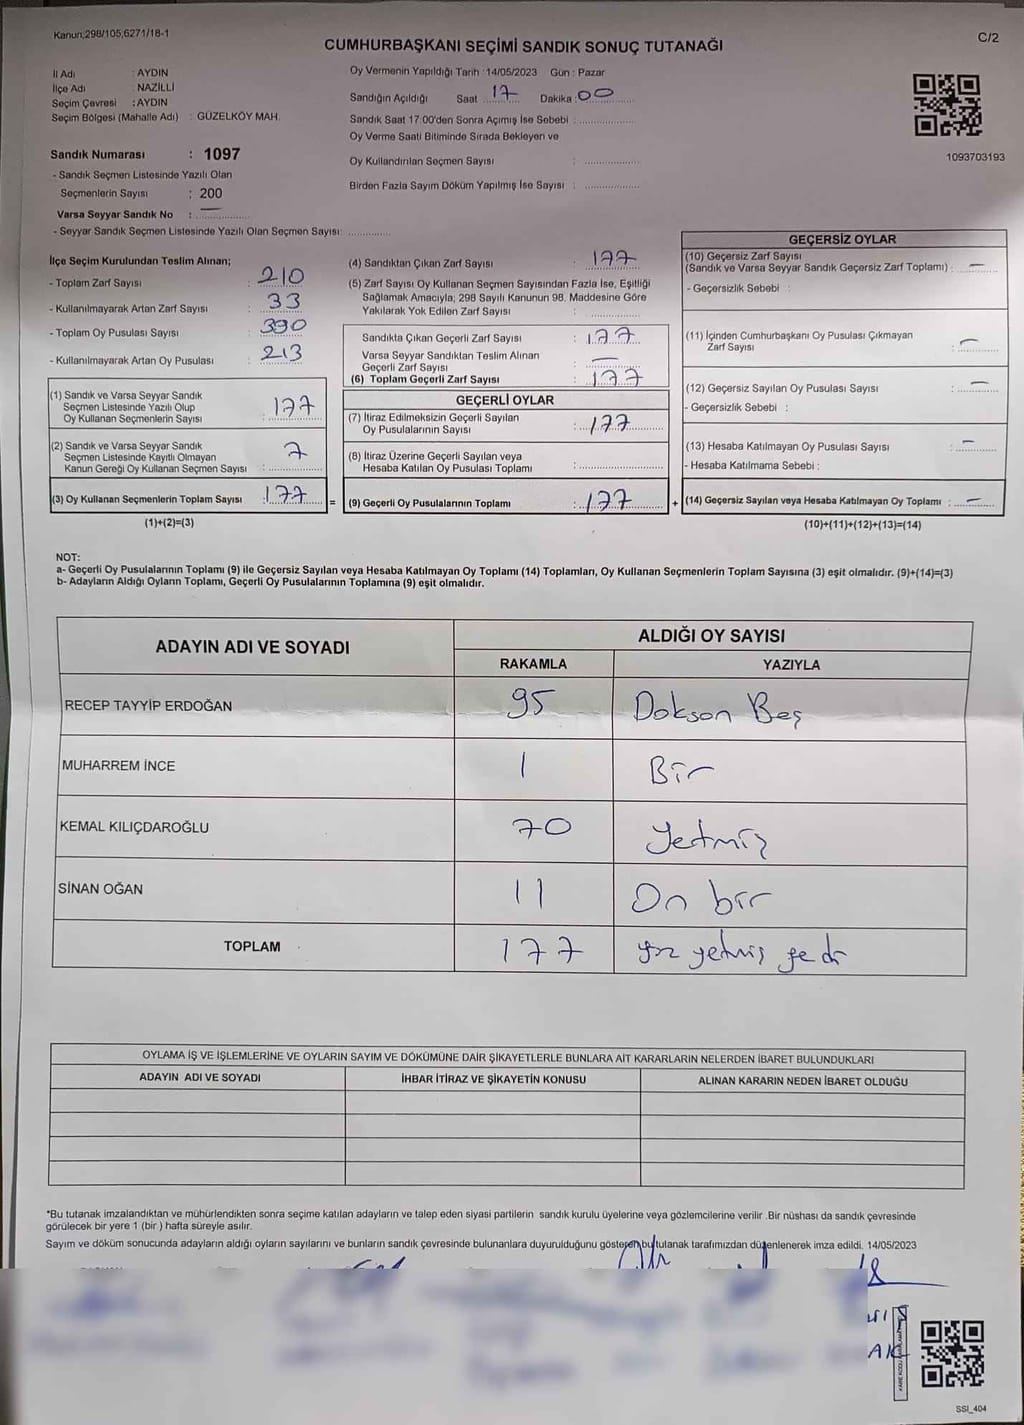 Kanun;298/105,6271/18-1
C/2
CUMHURBAŞKANI SEÇİMİ SANDIK SONUÇ TUTANAĞI
İl Adı : AYDIN
İlçe Adı : NAZİLLİ
Seçim Çevresi : AYDIN
Seçim Bölgesi (Mahalle Adı) : GÜZELKÖY MAH.
Sandık Numarası : 1097
- Sandık Seçmen Listesinde Yazılı Olan
Seçmenlerin Sayısı : 200
Varsa Seyyar Sandık No : —
- Seyyar Sandık Seçmen Listesinde Yazılı Olan Seçmen Sayısı: ..............
Oy Vermenin Yapıldığı Tarih : 14/05/2023 Gün : Pazar
Sandığın Açıldığı Saat 17 Dakika : 00
Sandık Saat 17:00'den Sonra Açımış İse Sebebi : ..............
Oy Verme Saati Bitiminde Sırada Bekleyen ve
Oy Kullandırılan Seçmen Sayısı : ..............
Birden Fazla Sayım Döküm Yapılmış İse Sayısı : ..............
1093703193
İlçe Seçim Kurulundan Teslim Alınan;
- Toplam Zarf Sayısı : 210
- Kullanılmayarak Artan Zarf Sayısı : 33
- Toplam Oy Pusulası Sayısı : 390
- Kullanılmayarak Artan Oy Pusulası : 213
(1) Sandık ve Varsa Seyyar Sandık
Seçmen Listesinde Yazılı Olup
Oy Kullanan Seçmenlerin Sayısı : 177
(2) Sandık ve Varsa Seyyar Sandık
Seçmen Listesinde Kayıtlı Olmayan
Kanun Gereği Oy Kullanan Seçmen Sayısı : 7
(3) Oy Kullanan Seçmenlerin Toplam Sayısı : 177 =
(1)+(2)=(3)
(4) Sandıktan Çıkan Zarf Sayısı : 177
(5) Zarf Sayısı Oy Kullanan Seçmen Sayısından Fazla İse, Eşitliği
Sağlamak Amacıyla; 298 Sayılı Kanunun 98. Maddesine Göre
Yakılarak Yok Edilen Zarf Sayısı : ..............
Sandıkta Çıkan Geçerli Zarf Sayısı : 177
Varsa Seyyar Sandıktan Teslim Alınan
Geçerli Zarf Sayısı : —
(6) Toplam Geçerli Zarf Sayısı : 177
GEÇERLİ OYLAR
(7) İtiraz Edilmeksizin Geçerli Sayılan
Oy Pusulalarının Sayısı : 177
(8) İtiraz Üzerine Geçerli Sayılan veya
Hesaba Katılan Oy Pusulası Toplamı : ..............
(9) Geçerli Oy Pusulalarının Toplamı : 177 +
GEÇERSİZ OYLAR
(10) Geçersiz Zarf Sayısı
(Sandık ve Varsa Seyyar Sandık Geçersiz Zarf Toplamı) : —
- Geçersizlik Sebebi :
(11) İçinden Cumhurbaşkanı Oy Pusulası Çıkmayan
Zarf Sayısı : —
(12) Geçersiz Sayılan Oy Pusulası Sayısı : —
- Geçersizlik Sebebi :
(13) Hesaba Katılmayan Oy Pusulası Sayısı : —
- Hesaba Katılmama Sebebi :
(14) Geçersiz Sayılan veya Hesaba Katılmayan Oy Toplamı : —
(10)+(11)+(12)+(13)=(14)
NOT:
a- Geçerli Oy Pusulalarının Toplamı (9) ile Geçersiz Sayılan veya Hesaba Katılmayan Oy Toplamı (14) Toplamları, Oy Kullanan Seçmenlerin Toplam Sayısına (3) eşit olmalıdır. (9)+(14)=(3)
b- Adayların Aldığı Oyların Toplamı, Geçerli Oy Pusulalarının Toplamına (9) eşit olmalıdır.
ADAYIN ADI VE SOYADI ALDIĞI OY SAYISI
RAKAMLA YAZIYLA
RECEP TAYYİP ERDOĞAN 95 Dokson Beş
MUHARREM İNCE 1 Bir
KEMAL KILIÇDAROĞLU 70 Yetmiş
SİNAN OĞAN 11 On bir
TOPLAM 177 yüz yetmiş yedi
OYLAMA İŞ VE İŞLEMLERİNE VE OYLARIN SAYIM VE DÖKÜMÜNE DAİR ŞİKAYETLERLE BUNLARA AİT KARARLARIN NELERDEN İBARET BULUNDUKLARI
ADAYIN ADI VE SOYADI İHBAR İTİRAZ VE ŞİKAYETİN KONUSU ALINAN KARARIN NEDEN İBARET OLDUĞU
*Bu tutanak imzalandıktan ve mühürlendikten sonra seçime katılan adayların ve talep eden siyasi partilerin sandık kurulu üyelerine veya gözlemcilerine verilir .Bir nüshası da sandık çevresinde
görülecek bir yere 1 (bir ) hafta süreyle asılır.
Sayım ve döküm sonucunda adayların aldığı oyların sayılarını ve bunların sandık çevresinde bulunanlara duyurulduğunu gösteren bu tutanak tarafımızdan düzenlenerek imza edildi. 14/05/2023
SSI_404